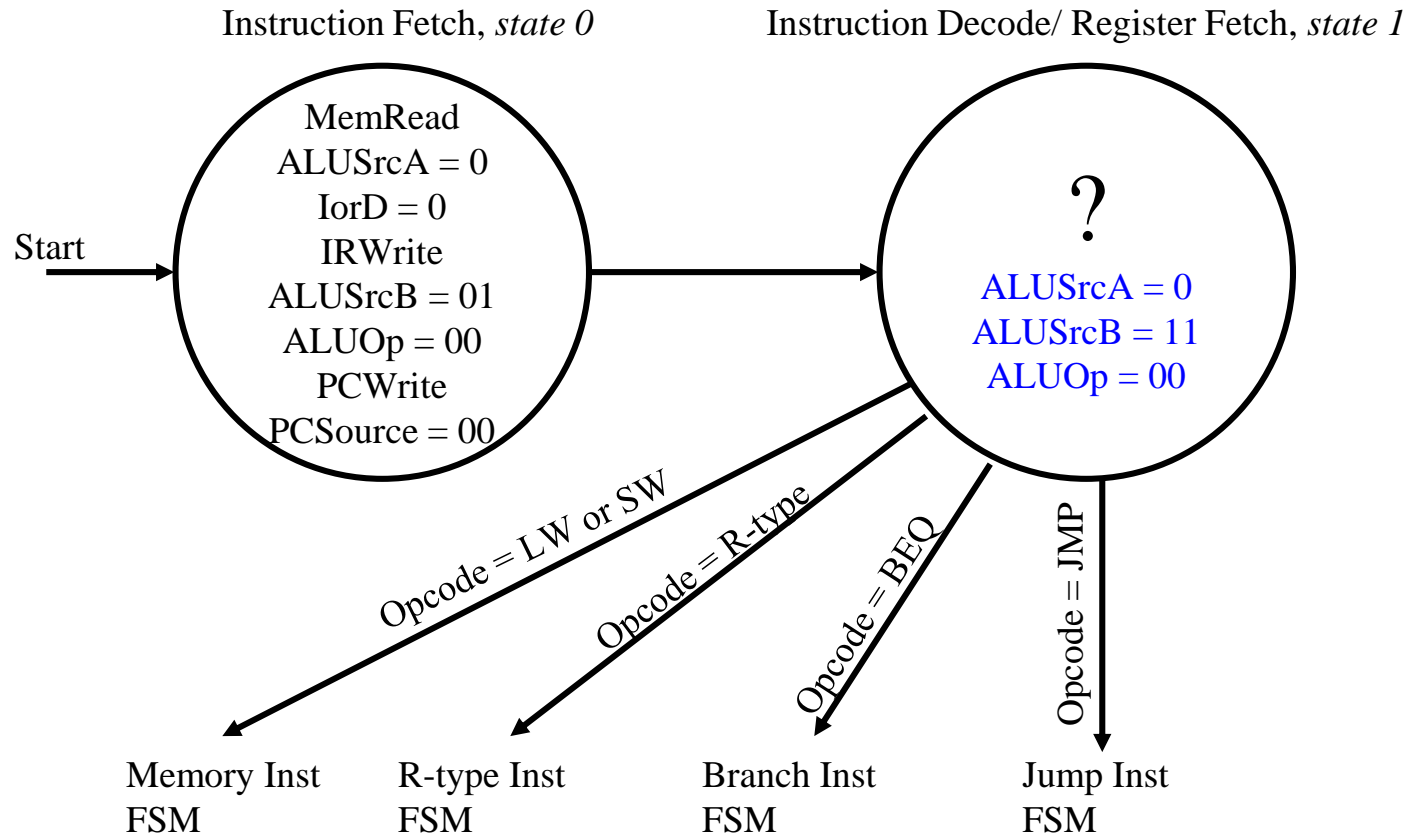 Instruction Fetch, state 0
Instruction Decode/ Register Fetch, state 1
Start
MemRead
ALUSrcA = 0
IorD = 0
IRWrite
ALUSrcB = 01
ALUOp = 00
PCWrite
PCSource = 00
?
ALUSrcA = 0
ALUSrcB = 11
ALUOp = 00
Opcode = LW or SW
Opcode = R-type
Opcode = BEQ
Opcode = JMP
Memory Inst
FSM
R-type Inst
FSM
Branch Inst
FSM
Jump Inst
FSM